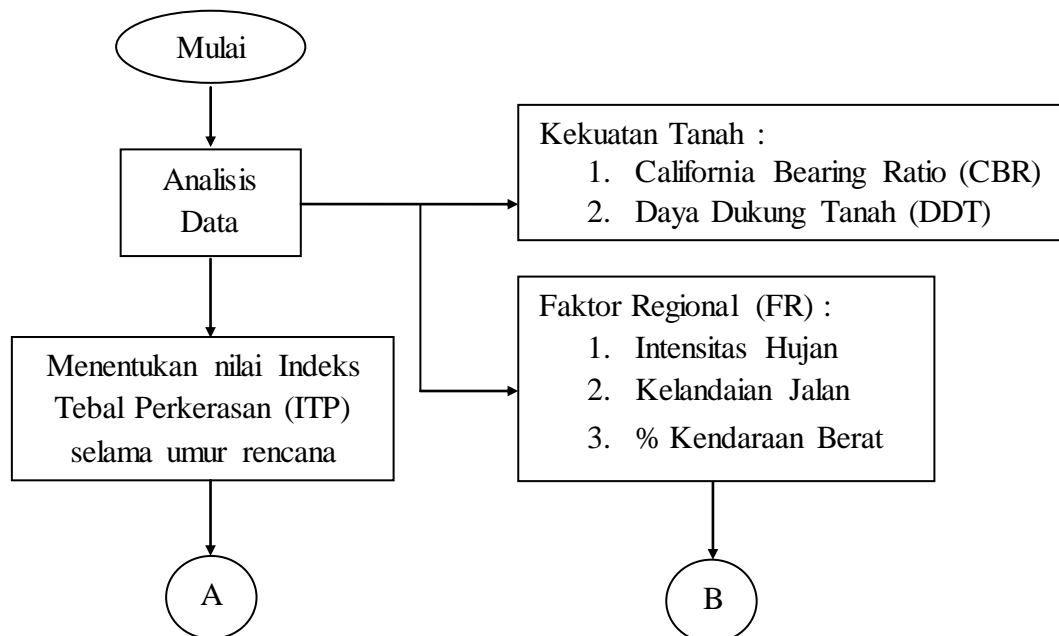 Mulai
Analisis
Data
Kekuatan Tanah :
1. California Bearing Ratio (CBR)
2. Daya Dukung Tanah (DDT)
Faktor Regional (FR) :
1. Intensitas Hujan
2. Kelandaian Jalan
3. % Kendaraan Berat
Menentukan nilai Indeks
Tebal Perkerasan (ITP)
selama umur rencana
A
B